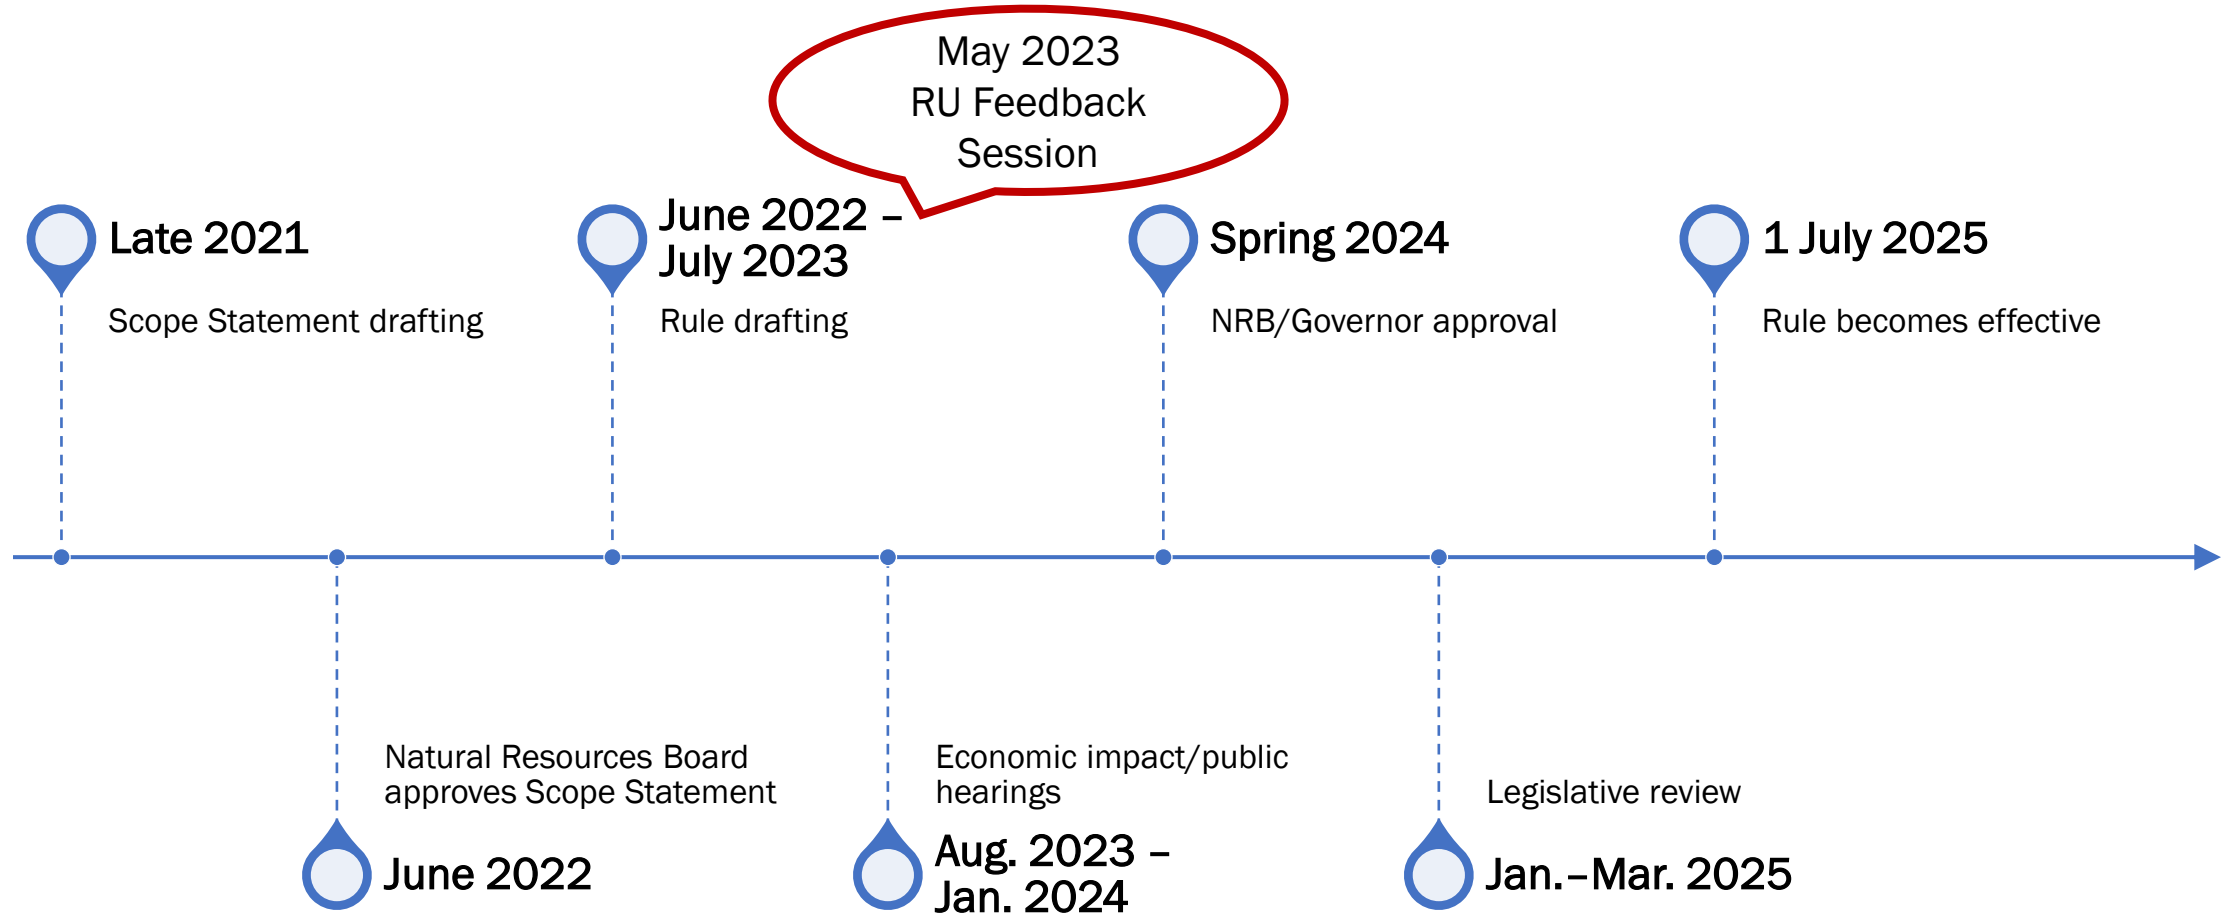 May 2023
RU Feedback
Session
Late 2021
Scope Statement drafting
June 2022 –
July 2023
Rule drafting
Spring 2024
NRB/Governor approval
1 July 2025
Rule becomes effective
Natural Resources Board
approves Scope Statement
June 2022
Economic impact/public
hearings
Aug. 2023 –
Jan. 2024
Legislative review
Jan.–Mar. 2025